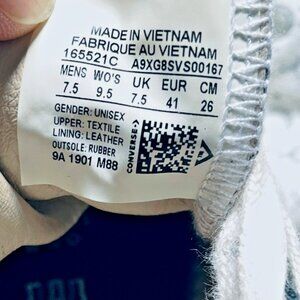 MADE IN VIETNAM
FABRIQUE AU VIETNAM
165521C A9XG8SVS00167
MENS WO'S UK EUR CM
7.5 9.5 7.5 41 26
GENDER: UNISEX
UPPER: TEXTILE
LINING: LEATHER
OUTSOLE: RUBBER
9A 1901 M88
CONVERSE